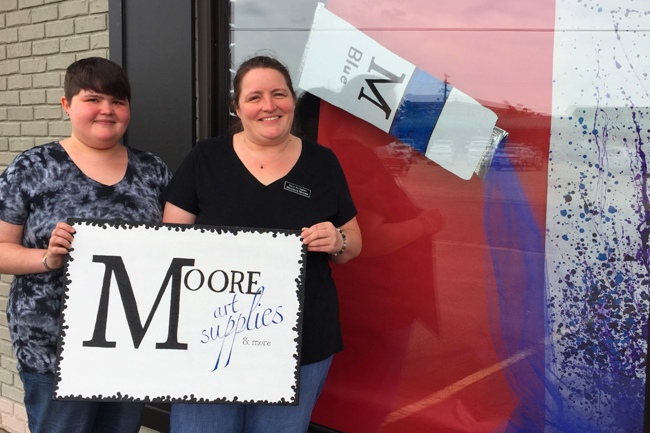 Blue
M
MOORE
art
supplies
& more